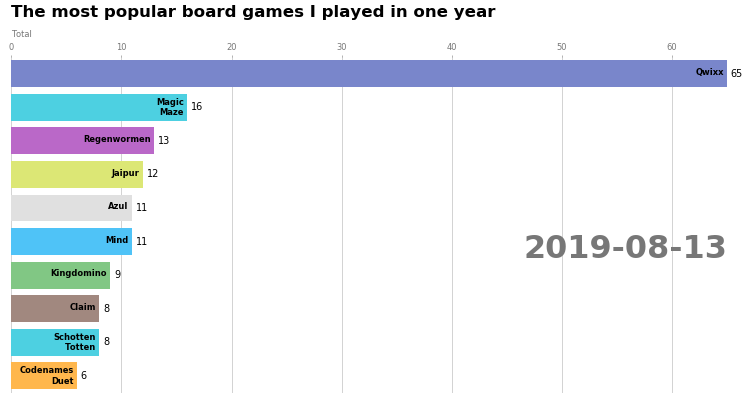 The most popular board games I played in one year
Total
0 10 20 30 40 50 60
Qwixx 65
Magic
Maze 16
Regenwormen 13
Jaipur 12
Azul 11
Mind 11
2019-08-13
Kingdomino 9
Claim 8
Schotten
Totten 8
Codenames
Duet 6